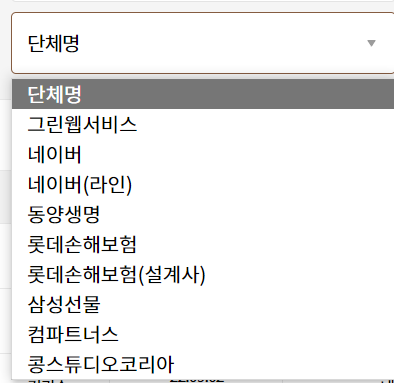 단체명
단체명
그린웹서비스
네이버
네이버(라인)
동양생명
롯데손해보험
롯데손해보험(설계사)
삼성선물
컴파트너스
콩스튜디오코리아